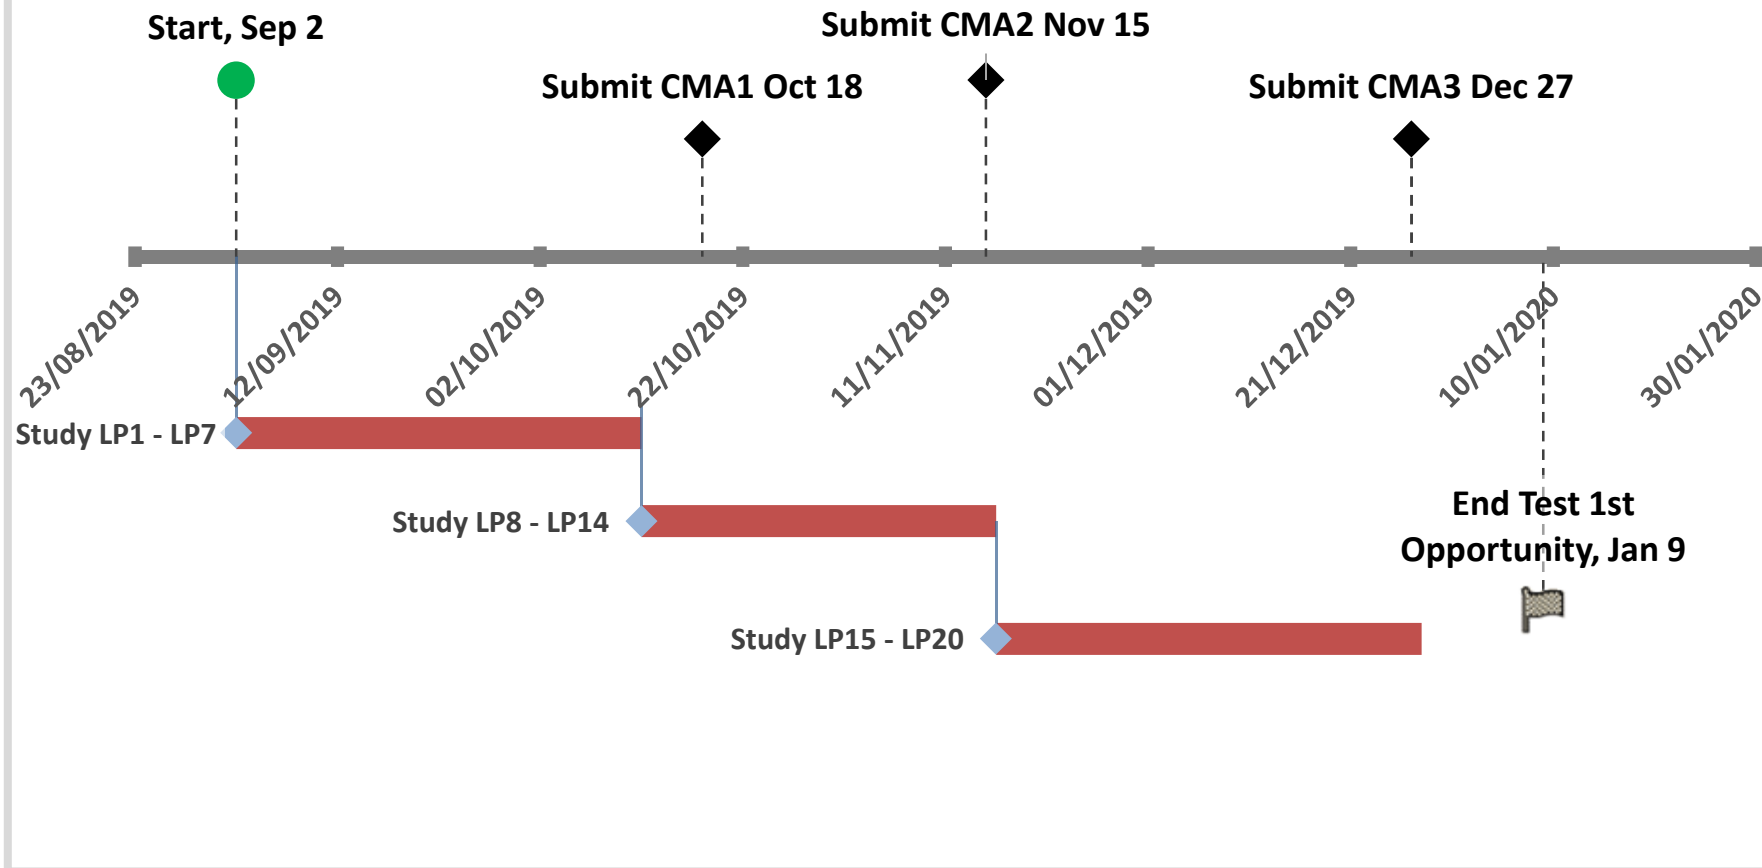 Start, Sep 2
Submit CMA2 Nov 15
Submit CMA1 Oct 18
Submit CMA3 Dec 27
23/08/2019
12/09/2019
02/10/2019
22/10/2019
11/11/2019
01/12/2019
21/12/2019
10/01/2020
30/01/2020
Study LP1 - LP7
Study LP8 - LP14
End Test 1st
Opportunity, Jan 9
Study LP15 - LP20